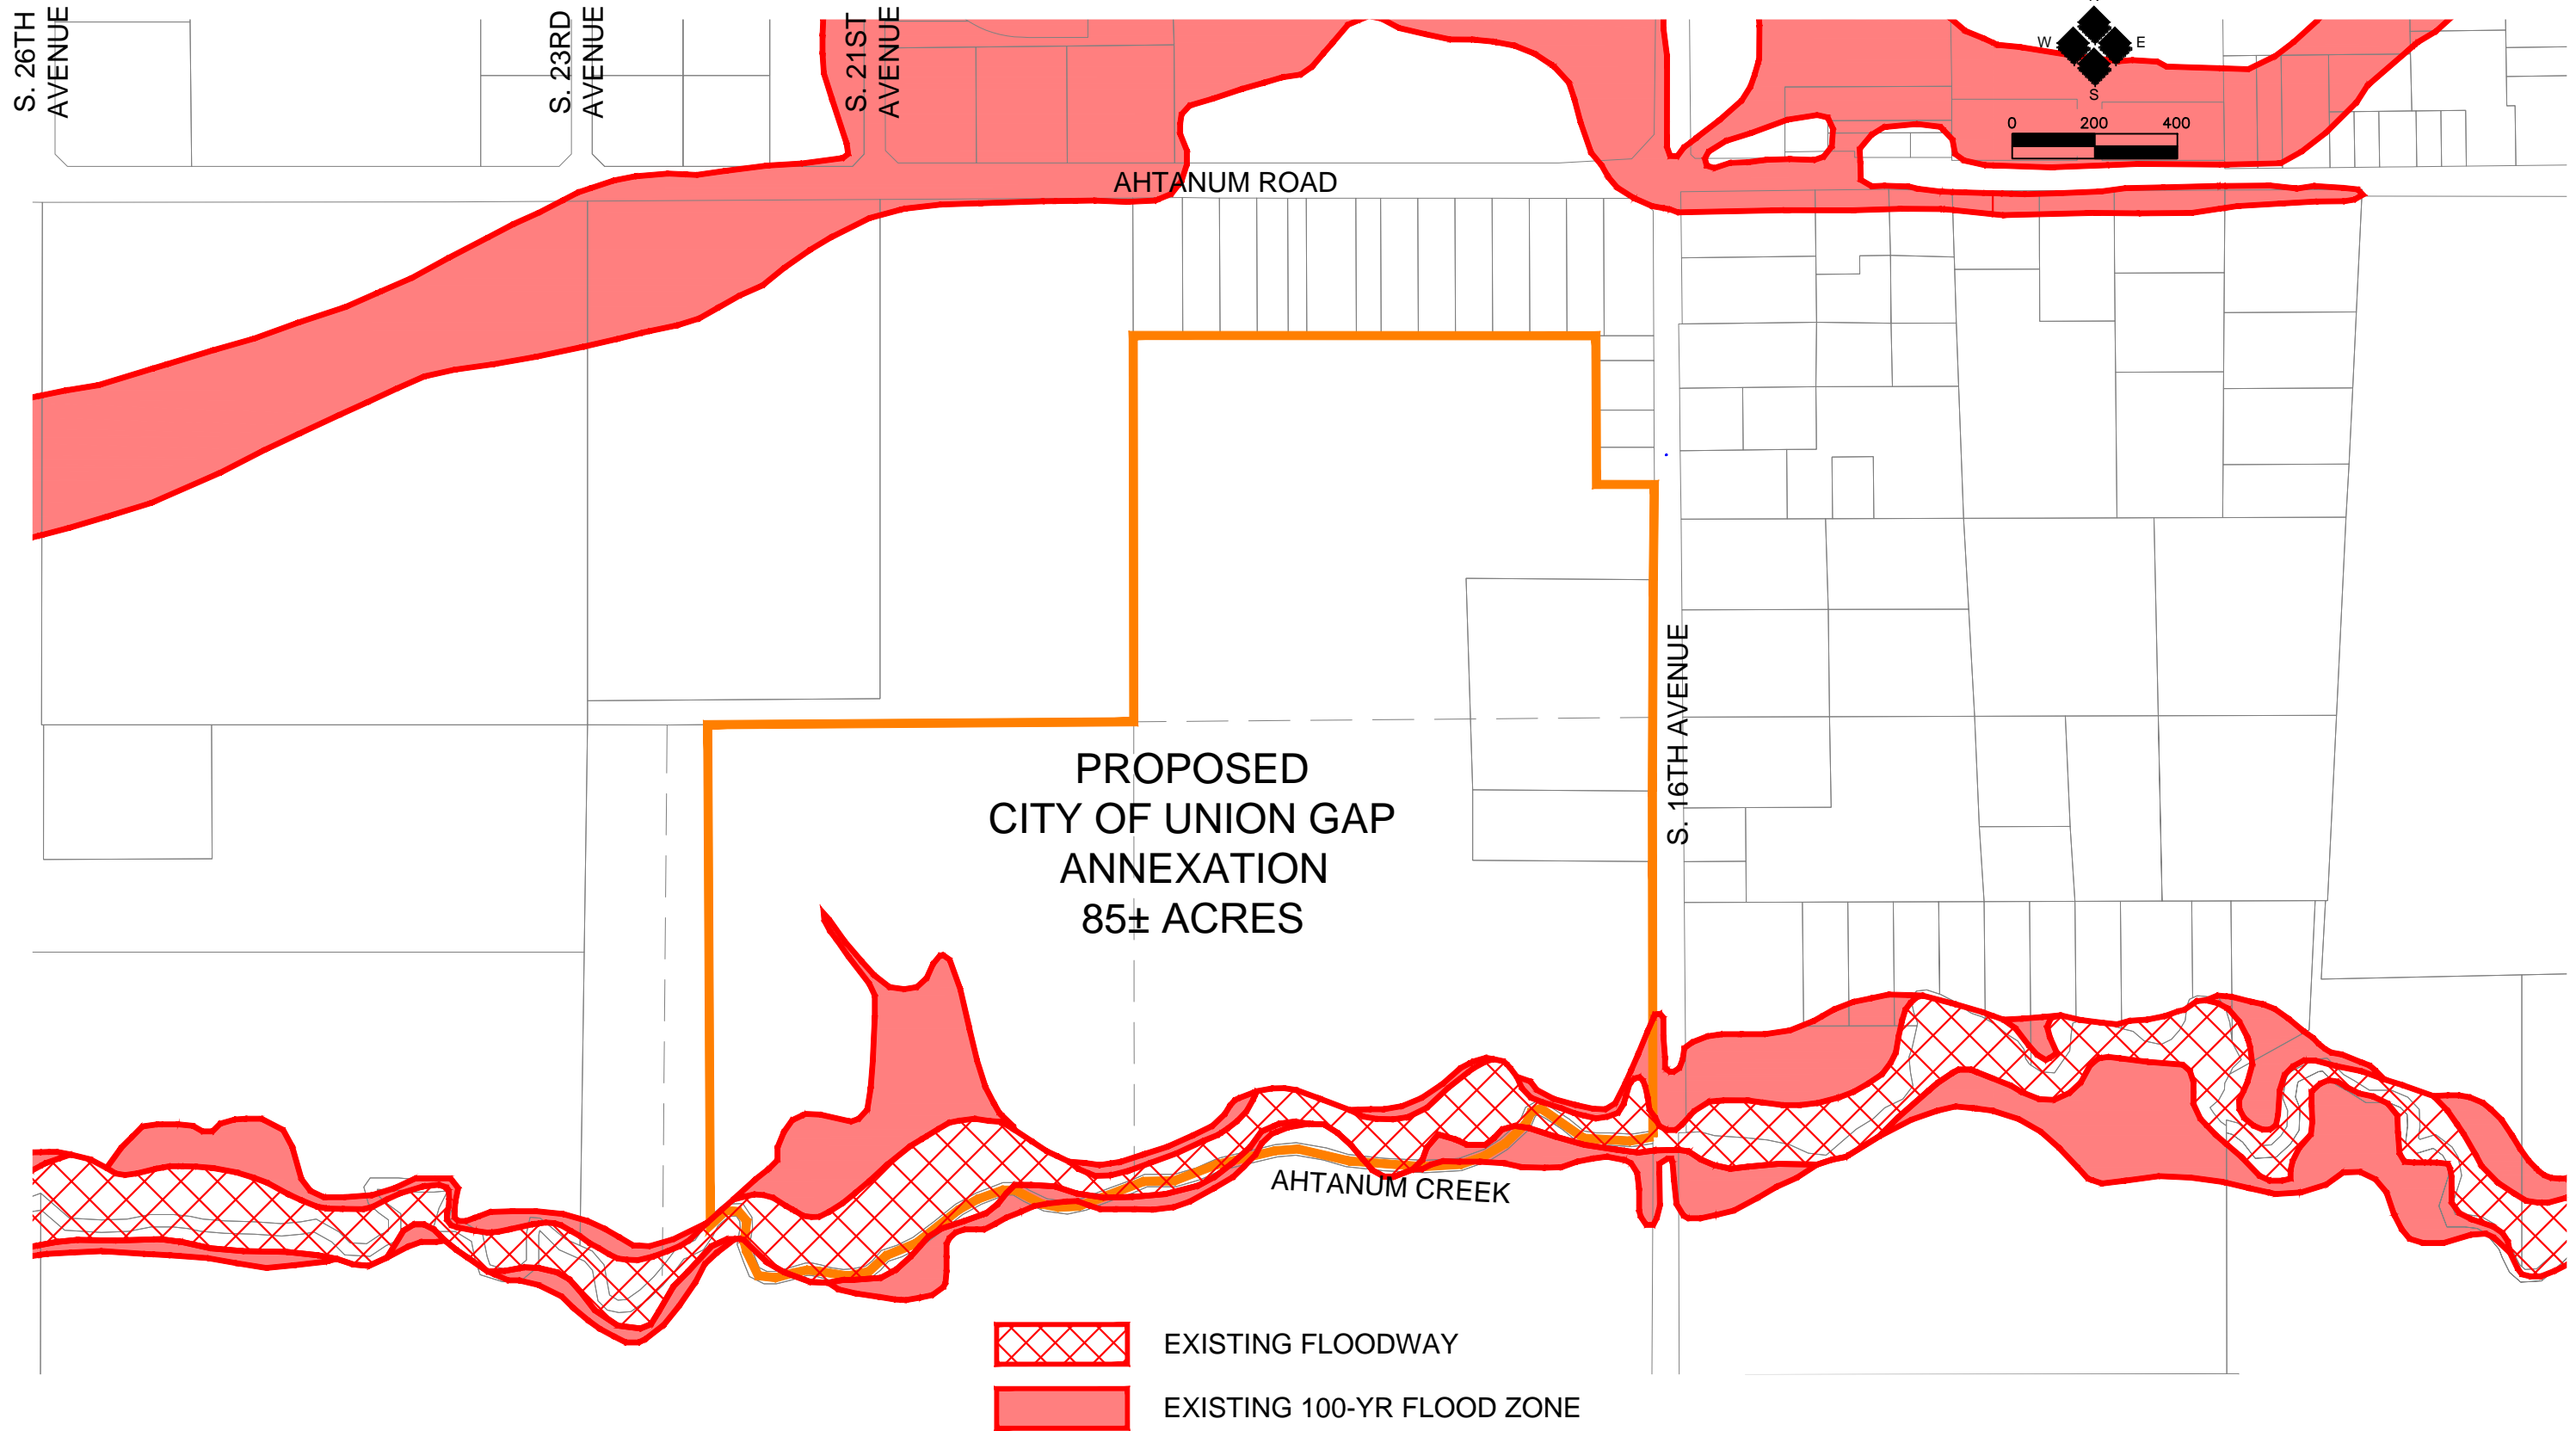 S. 26TH
AVENUE
S. 23RD
AVENUE
S. 21ST
AVENUE
W
E
S
0 200 400
AHTANUM ROAD
S. 16TH AVENUE
PROPOSED
CITY OF UNION GAP
ANNEXATION
85± ACRES
AHTANUM CREEK
EXISTING FLOODWAY
EXISTING 100-YR FLOOD ZONE